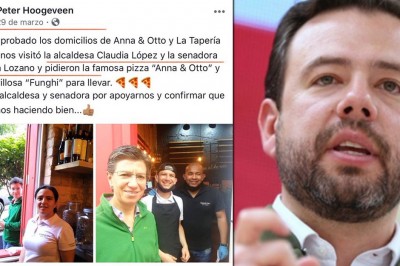 Peter Hoogeveen
29 de marzo
probado los domicilios de Anna & Otto y La Tapería
nos visitó la alcaldesa Claudia López y la senadora
Lozano y pidieron la famosa pizza “Anna & Otto” y
illosa “Funghi” para llevar. 🍕🍕🍕
alcaldesa y senadora por apoyarnos y confirmar que
os haciendo bien...👍🏽